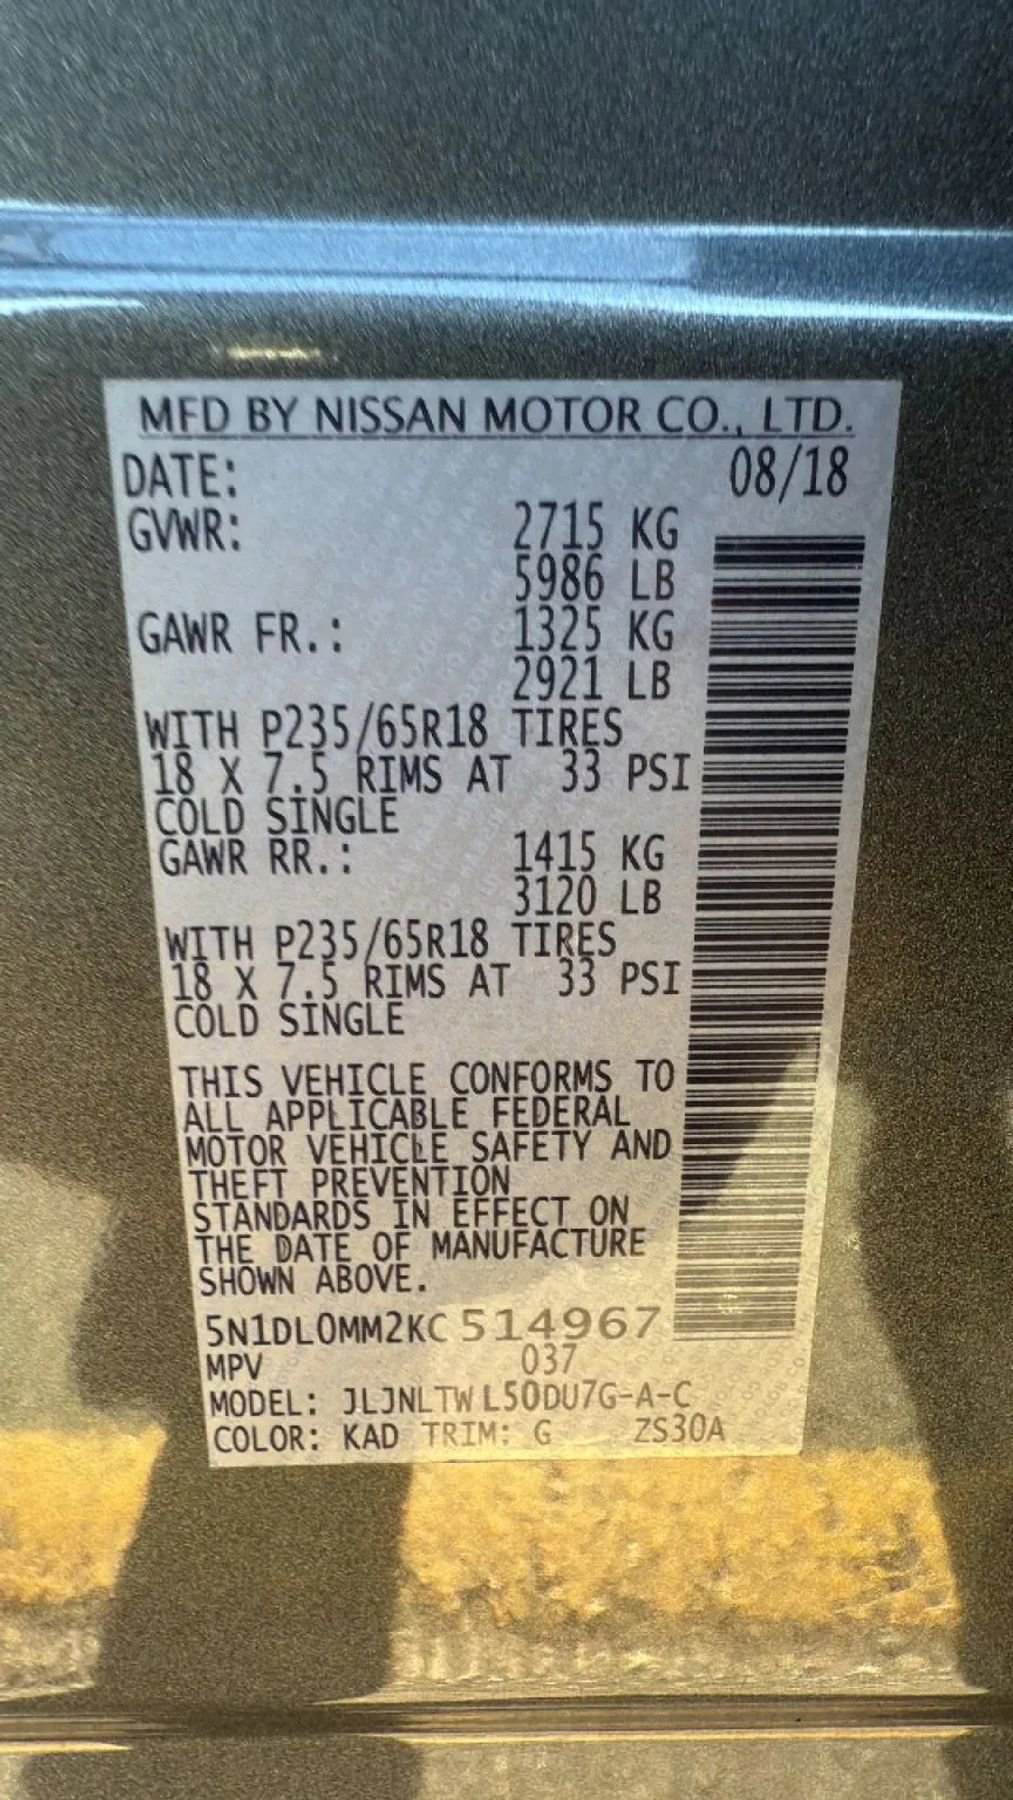 MFD BY NISSAN MOTOR CO., LTD.
DATE: 08/18
GVWR: 2715 KG
5986 LB
GAWR FR.: 1325 KG
2921 LB
WITH P235/65R18 TIRES
18 X 7.5 RIMS AT 33 PSI
COLD SINGLE
GAWR RR.: 1415 KG
3120 LB
WITH P235/65R18 TIRES
18 X 7.5 RIMS AT 33 PSI
COLD SINGLE
THIS VEHICLE CONFORMS TO
ALL APPLICABLE FEDERAL
MOTOR VEHICLE SAFETY AND
THEFT PREVENTION
STANDARDS IN EFFECT ON
THE DATE OF MANUFACTURE
SHOWN ABOVE.
5N1DL0MM2KC514967
MPV 037
MODEL: JLJNLTWL50DU7G-A-C
COLOR: KAD TRIM: G ZS30A